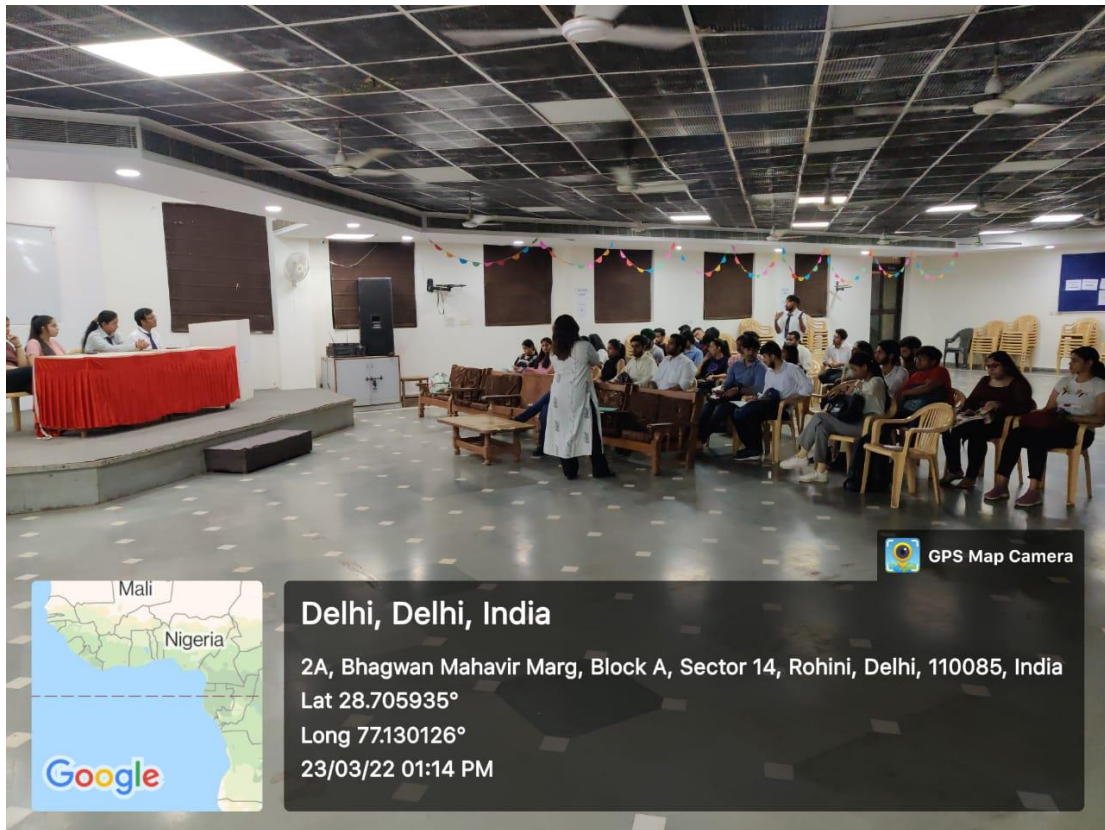 GPS Map Camera
Mali
Nigeria
Google
Delhi, Delhi, India
2A, Bhagwan Mahavir Marg, Block A, Sector 14, Rohini, Delhi, 110085, India
Lat 28.705935°
Long 77.130126°
23/03/22 01:14 PM